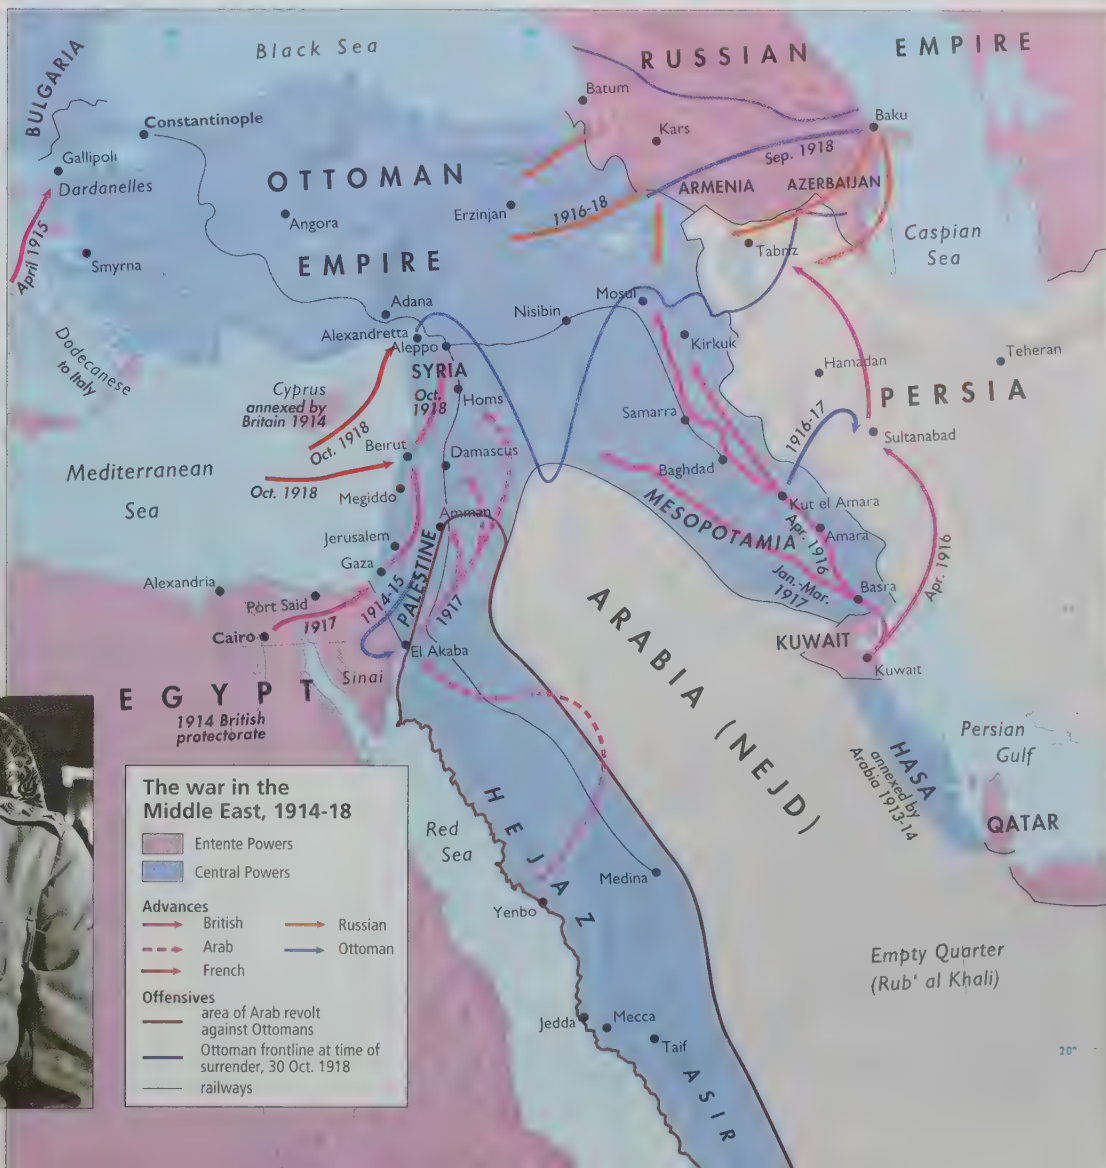 Black Sea
RUSSIAN EMPIRE
BULGARIA
Batum
Constantinople
Baku
Kars
Sep. 1918
Gallipoli
Dardanelles
OTTOMAN
ARMENIA
AZERBAIJAN
Erzinjan
1916-18
Angora
April 1915
Smyrna
EMPIRE
Tabriz
Caspian
Sea
Adana
Mosul
Nisibin
Alexandretta
Aleppo
Kirkuk
Dodecanese
to Italy
SYRIA
Hamadan
Teheran
Cyprus
annexed by
Britain 1914
Oct.
1918
Homs
PERSIA
Samarra
1916-17
Oct. 1918
Beirut
Damascus
Sultanabad
Mediterranean
Sea
Baghdad
Oct. 1918
Megiddo
Kut el Amara
MESOPOTAMIA
Amman
Apr. 1916
Amara
Jerusalem
Gaza
PALESTINE
Apr. 1916
Alexandria
1914-15
Jan.-Mar.
1917
Basra
Port Said
1917
1917
ARABIA (NEJD)
Cairo
El Akaba
KUWAIT
Kuwait
Sinai
EGYPT
1914 British
protectorate
Persian
Gulf
HASA
annexed by
Arabia 1913-14
The war in the
Middle East, 1914-18
Entente Powers
Central Powers
Advances
British
Russian
Arab
Ottoman
French
Offensives
area of Arab revolt
against Ottomans
Ottoman frontline at time of
surrender, 30 Oct. 1918
railways
HEJAZ
Red
Sea
QATAR
Medina
Yenbo
Empty Quarter
(Rub' al Khali)
Jedda
Mecca
Taif
20°
ASIR